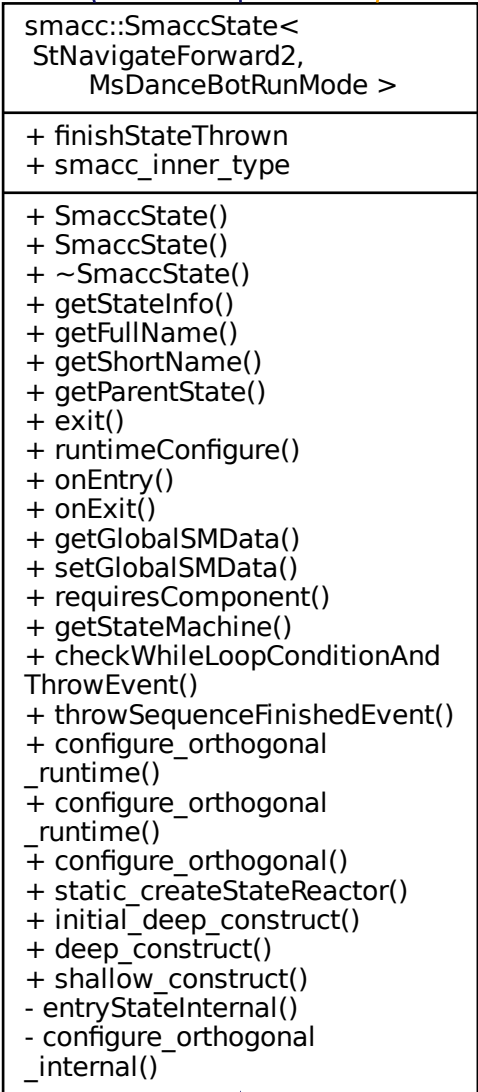 smacc::SmaccState<
StNavigateForward2,
MsDanceBotRunMode >
+ finishStateThrown
+ smacc_inner_type
+ SmaccState()
+ SmaccState()
+ ~SmaccState()
+ getStateInfo()
+ getFullName()
+ getShortName()
+ getParentState()
+ exit()
+ runtimeConfigure()
+ onEntry()
+ onExit()
+ getGlobalSMData()
+ setGlobalSMData()
+ requiresComponent()
+ getStateMachine()
+ checkWhileLoopConditionAnd
ThrowEvent()
+ throwSequenceFinishedEvent()
+ configure_orthogonal
_runtime()
+ configure_orthogonal
_runtime()
+ configure_orthogonal()
+ static_createStateReactor()
+ initial_deep_construct()
+ deep_construct()
+ shallow_construct()
- entryStateInternal()
- configure_orthogonal
_internal()